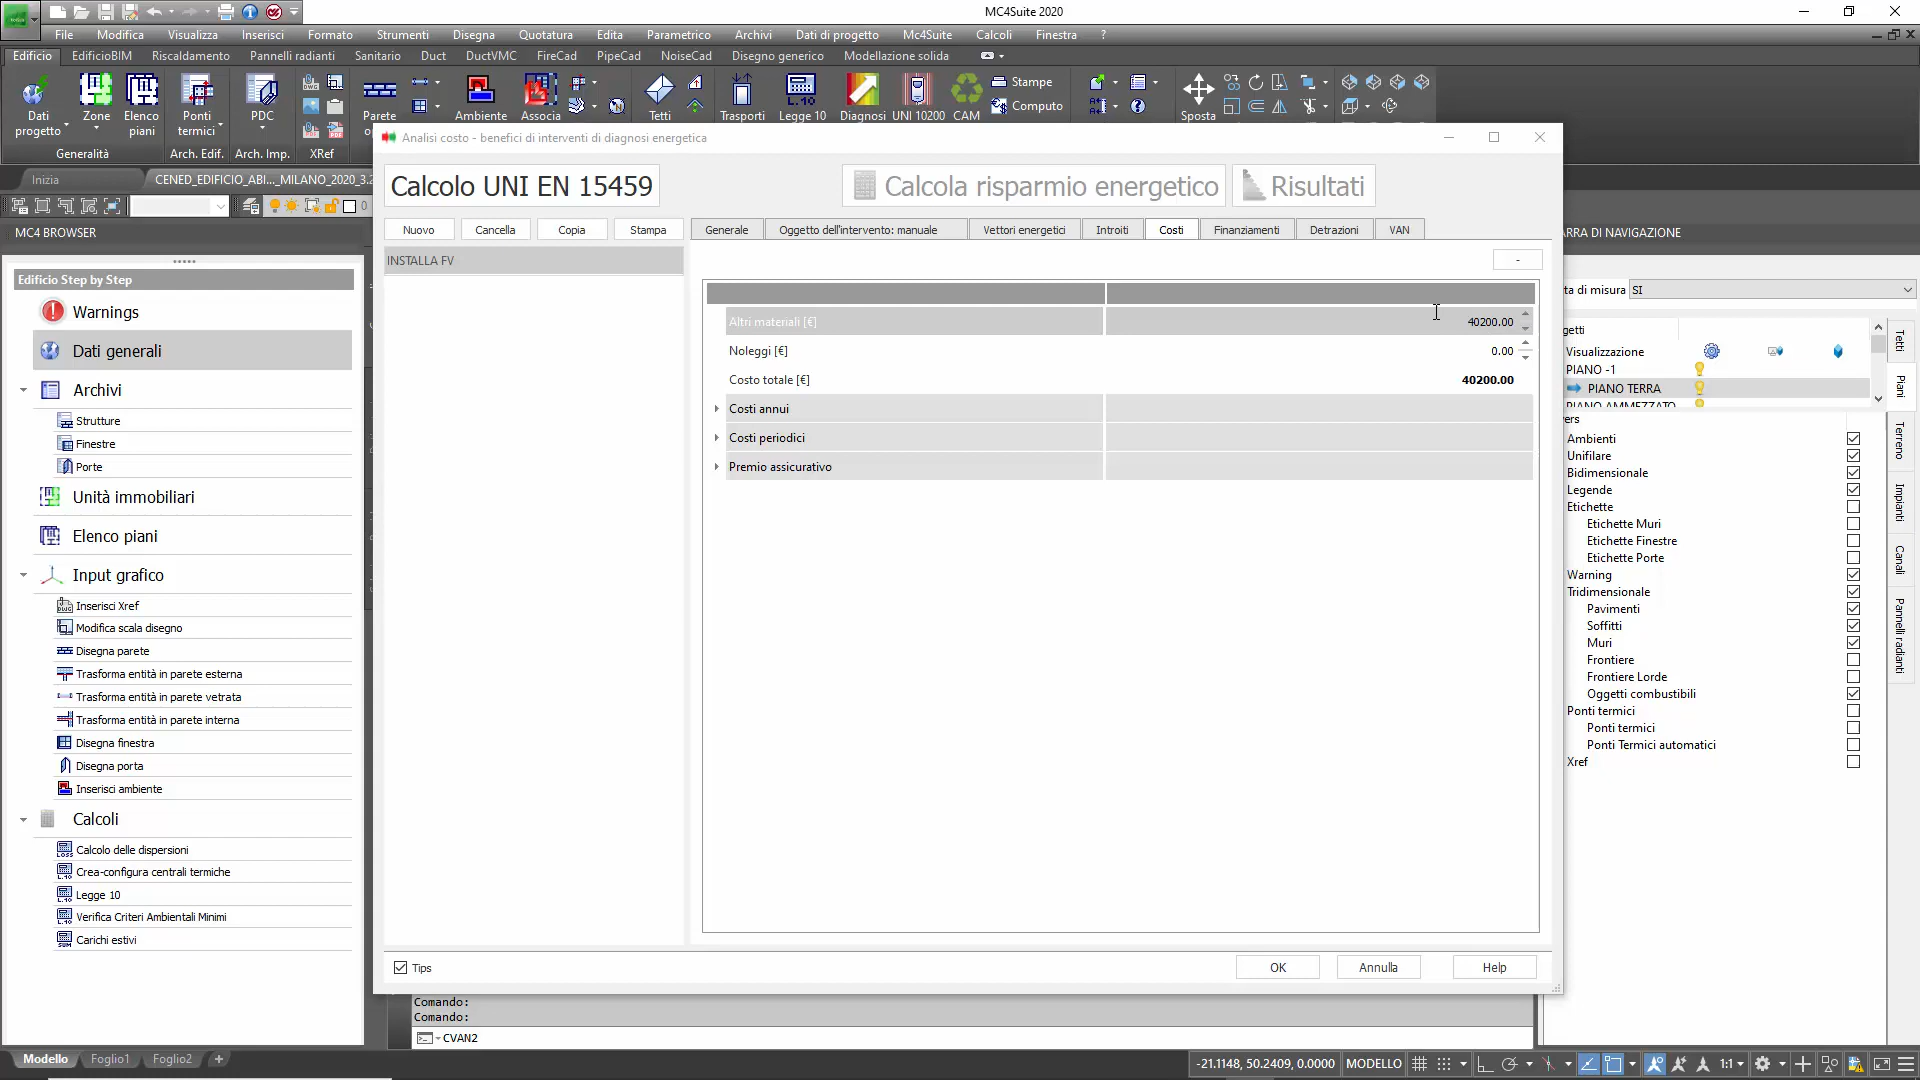 MC4Suite 2020
File Modifica Visualizza Inserisci Formato Strumenti Disegna Quotatura Edita Parametrico Archivi Dati di progetto MC4Suite Calcoli Finestra ?
Edificio EdificioBIM Riscaldamento Pannelli radianti Sanitario Duct DuctVMC FireCad PipeCad NoiseCad Disegno generico Modellazione solida
Stampe
Computo
Dati progetto Zone Elenco piani Ponti termici PDC Parete Ambiente Associa Tetti Trasporti Legge 10 Diagnosi UNI 10200 CAM Sposta
Generalità Arch. Edif. Arch. Imp. XRef
Analisi costo - benefici di interventi di diagnosi energetica
Inizia CENED_EDIFICIO_ABI..._MILANO_2020_3.2
Calcolo UNI EN 15459 Calcola risparmio energetico Risultati
0
MC4 BROWSER
Nuovo Cancella Copia Stampa Generale Oggetto dell'intervento: manuale Vettori energetici Introiti Costi Finanziamenti Detrazioni VAN
RRA DI NAVIGAZIONE
INSTALLA FV
-
Edificio Step by Step
Warnings
Dati generali
Archivi
Strutture
Finestre
Porte
Unità immobiliari
Elenco piani
Input grafico
Inserisci Xref
Modifica scala disegno
Disegna parete
Trasforma entità in parete esterna
Trasforma entità in parete vetrata
Trasforma entità in parete interna
Disegna finestra
Disegna porta
Inserisci ambiente
Calcoli
Calcolo delle dispersioni
Crea-configura centrali termiche
Legge 10
Verifica Criteri Ambientali Minimi
Carichi estivi
Altri materiali [€] 40200.00
Noleggi [€] 0.00
Costo totale [€] 40200.00
Costi annui
Costi periodici
Premio assicurativo
Tips
OK Annulla Help
ta di misura SI
getti
Visualizzazione
PIANO -1
PIANO TERRA
PIANO AMMEZZATO
ers
Ambienti
Unifilare
Bidimensionale
Legende
Etichette
Etichette Muri
Etichette Finestre
Etichette Porte
Warning
Tridimensionale
Pavimenti
Soffitti
Muri
Frontiere
Frontiere Lorde
Oggetti combustibili
Ponti termici
Ponti termici
Ponti Termici automatici
Xref
Tetti
Piani
Terreno
Impianti
Canali
Pannelli radianti
Comando:
Comando:
CVAN2
Modello Foglio1 Foglio2 +
-21.1148, 50.2409, 0.0000 MODELLO 1:1